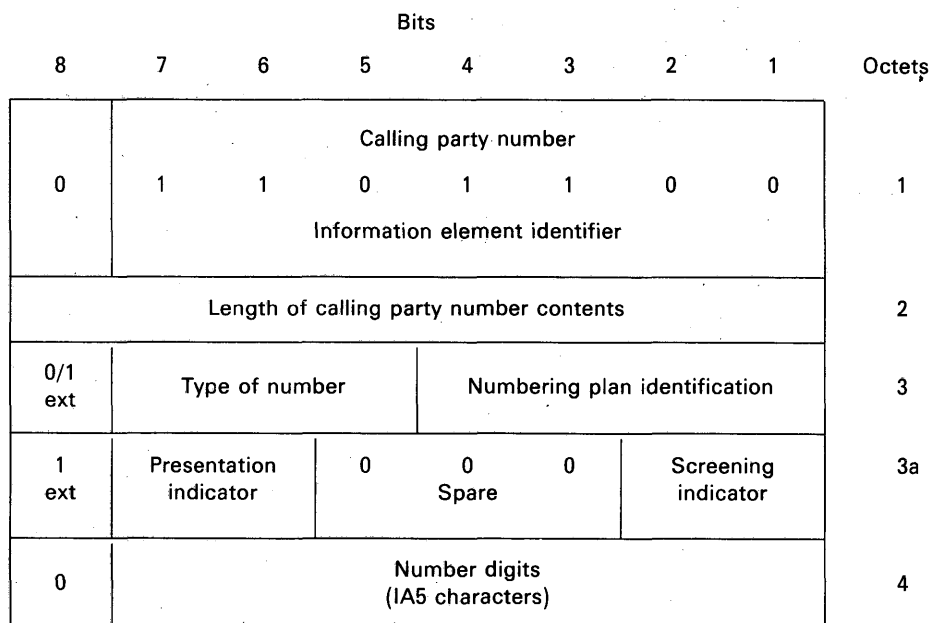 Bits
8 7 6 5 4 3 2 1 Octets
Calling party number
0 1 1 0 1 1 0 0 1
Information element identifier
Length of calling party number contents 2
0/1
ext
Type of number Numbering plan identification 3
1
ext
Presentation
indicator
0 0 0
Spare
Screening
indicator
3a
0
Number digits
(IA5 characters)
4